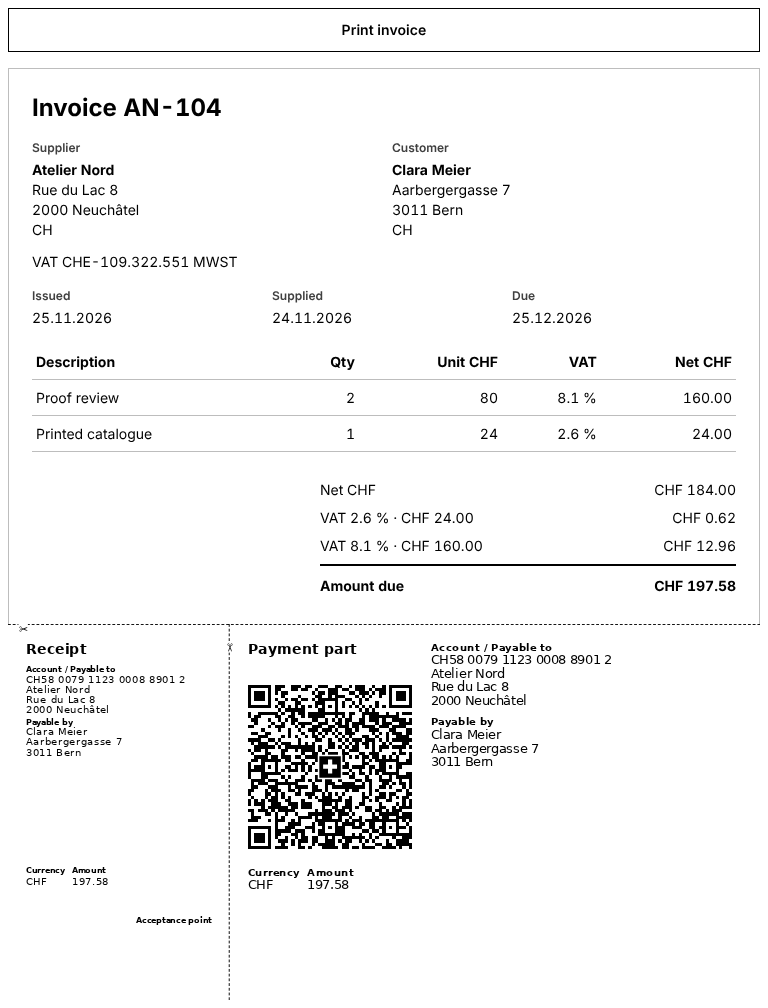 Print invoice
Invoice AN-104
Supplier
Atelier Nord
Rue du Lac 8
2000 Neuchâtel
CH
VAT CHE-109.322.551 MWST
Customer
Clara Meier
Aarbergergasse 7
3011 Bern
CH
Issued Supplied Due
25.11.2026 24.11.2026 25.12.2026
Description Qty Unit CHF VAT Net CHF
Proof review 2 80 8.1 % 160.00
Printed catalogue 1 24 2.6 % 24.00
Net CHF CHF 184.00
VAT 2.6 % · CHF 24.00 CHF 0.62
VAT 8.1 % · CHF 160.00 CHF 12.96
Amount due CHF 197.58
Receipt
Account / Payable to
CH58 0079 1123 0008 8901 2
Atelier Nord
Rue du Lac 8
2000 Neuchâtel
Payable by
Clara Meier
Aarbergergasse 7
3011 Bern
Currency Amount
CHF 197.58
Acceptance point
Payment part
Currency Amount
CHF 197.58
Account / Payable to
CH58 0079 1123 0008 8901 2
Atelier Nord
Rue du Lac 8
2000 Neuchâtel
Payable by
Clara Meier
Aarbergergasse 7
3011 Bern